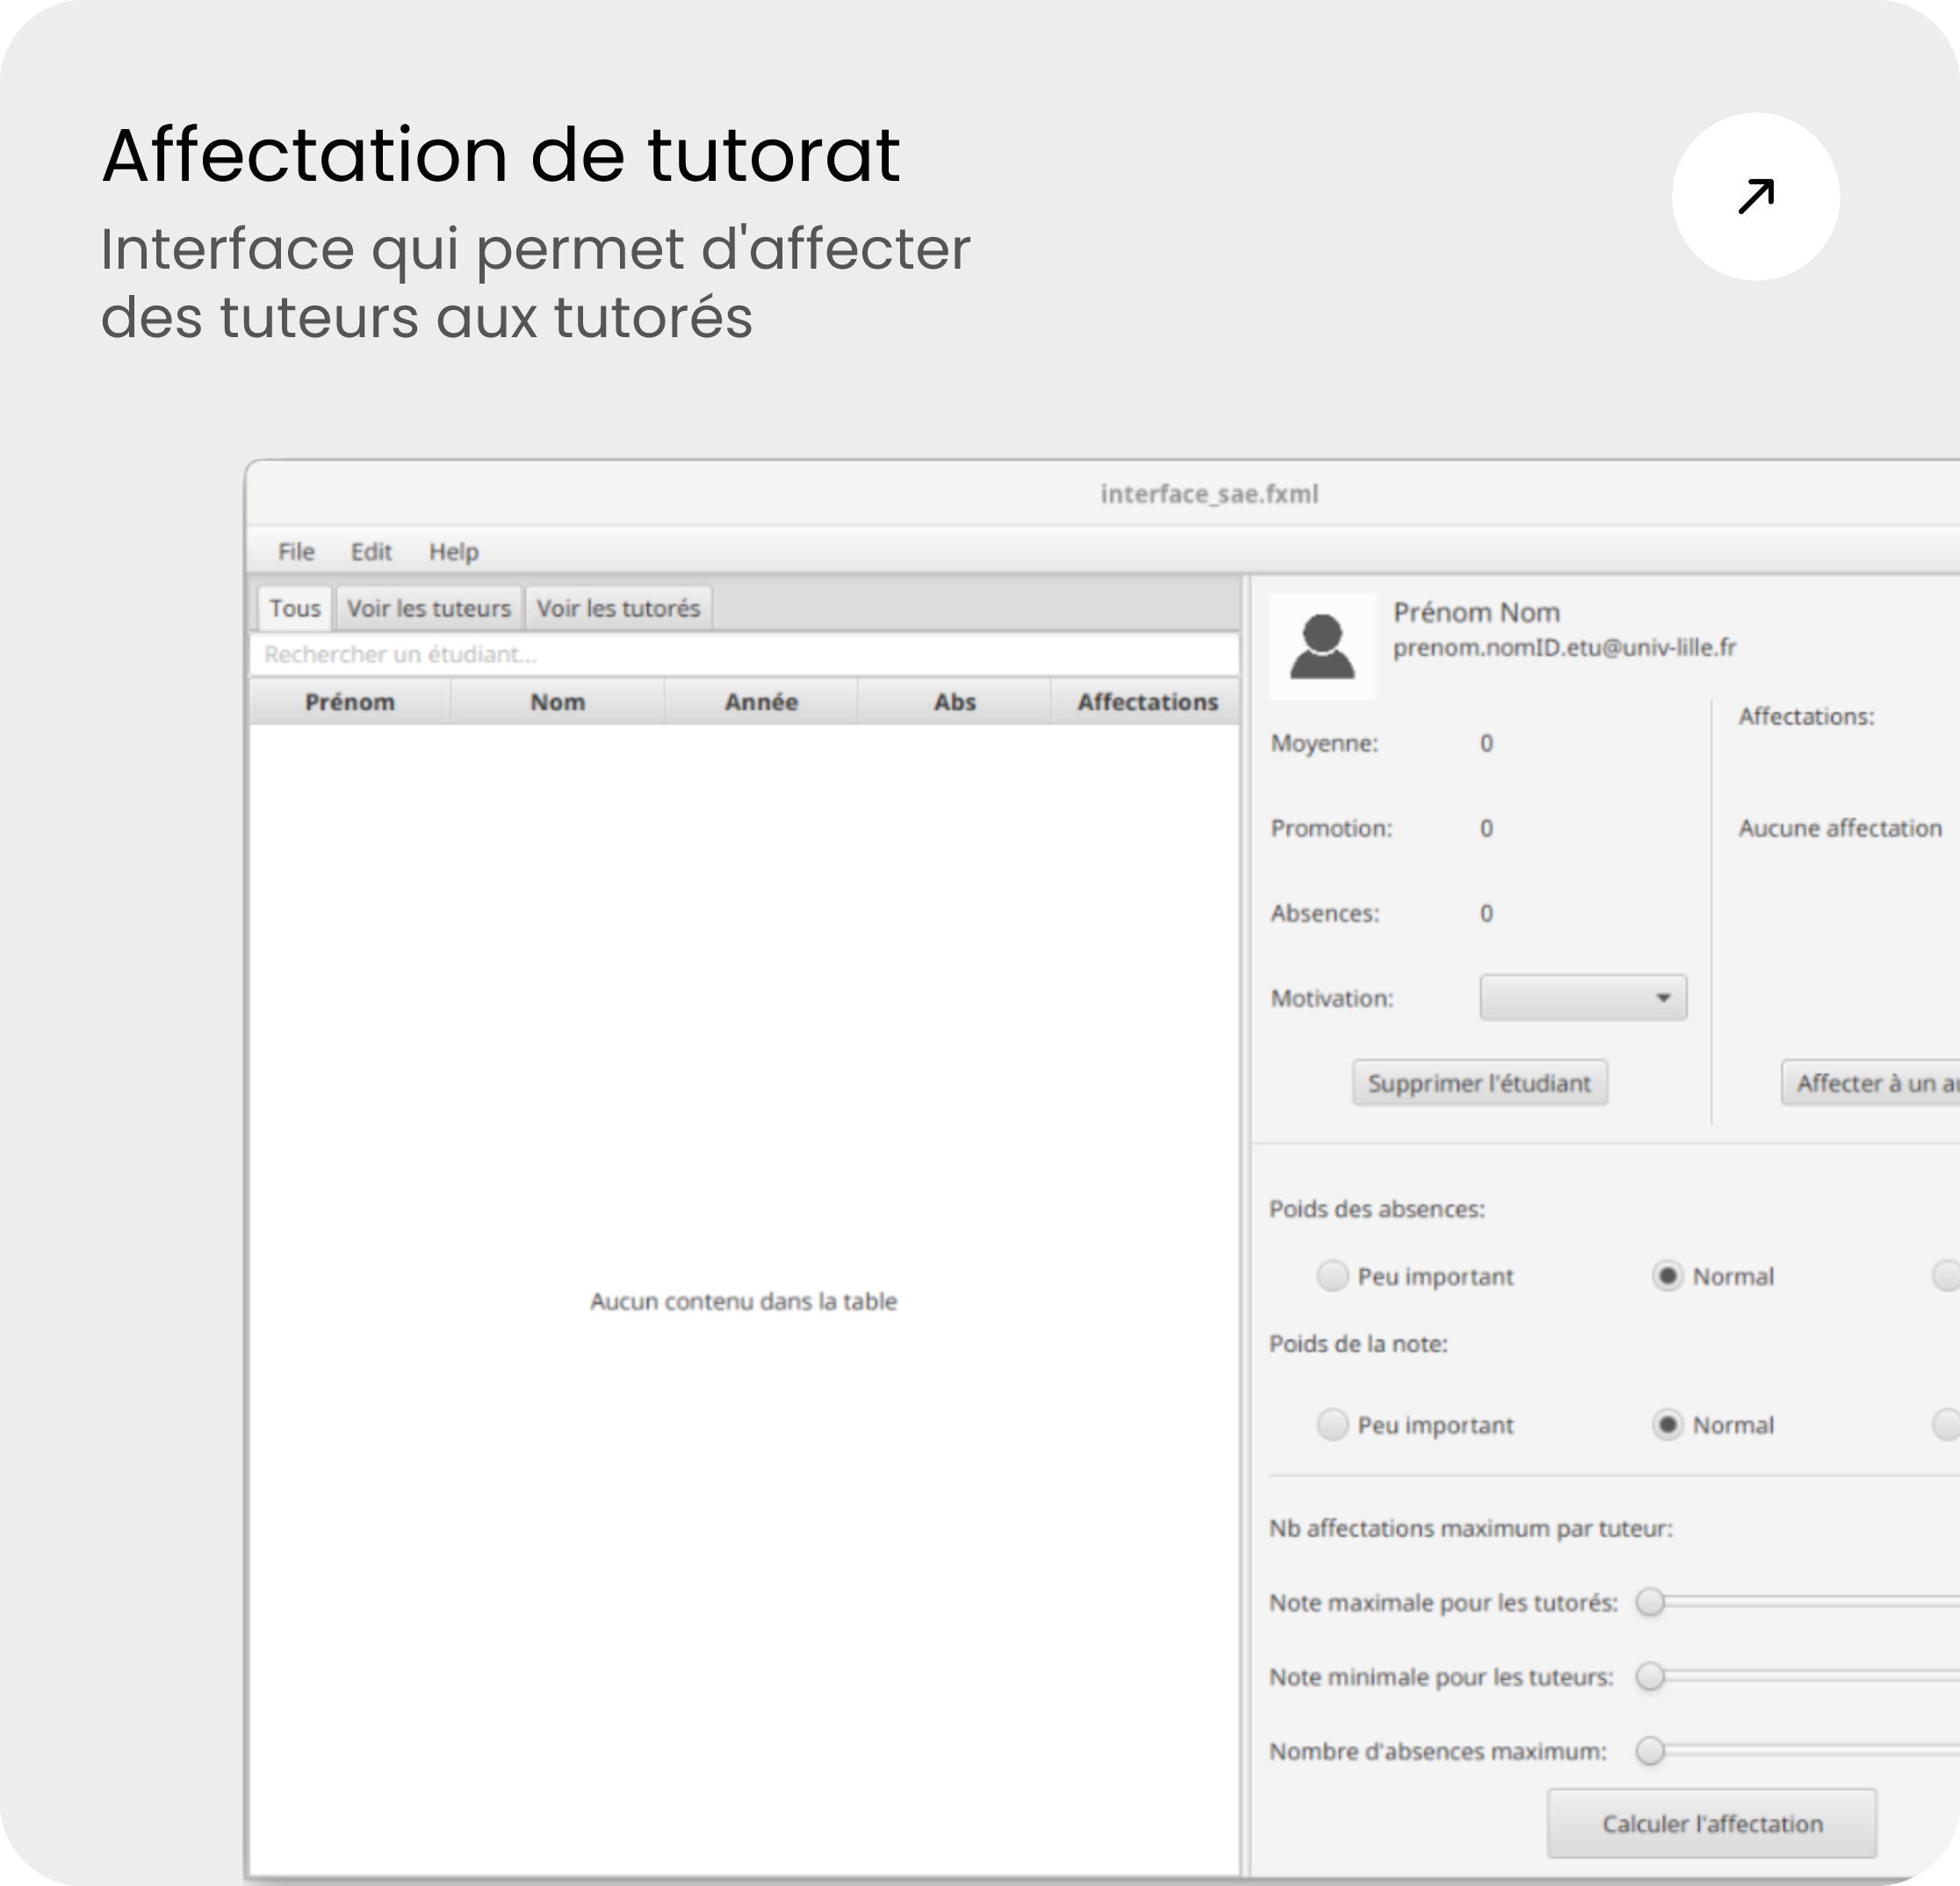 Affectation de tutorat
Interface qui permet d'affecter
des tuteurs aux tutorés
interface_sae.fxml
File Edit Help
Tous Voir les tuteurs Voir les tutorés
Rechercher un étudiant...
Prénom Nom Année Abs Affectations
Aucun contenu dans la table
Prénom Nom
prenom.nomID.etu@univ-lille.fr
Moyenne: 0
Promotion: 0
Absences: 0
Motivation:
Supprimer l'étudiant
Affectations:
Aucune affectation
Affecter à un
Poids des absences:
Peu important Normal
Poids de la note:
Peu important Normal
Nb affectations maximum par tuteur:
Note maximale pour les tutorés:
Note minimale pour les tuteurs:
Nombre d'absences maximum:
Calculer l'affectation